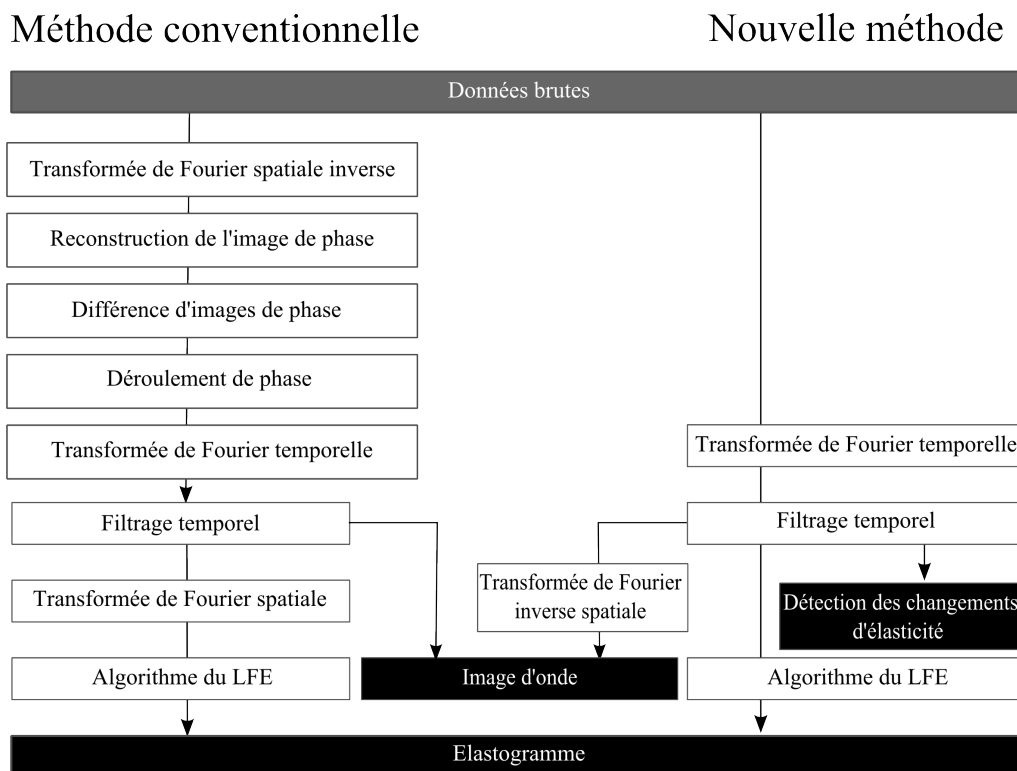 Méthode conventionnelle
Nouvelle méthode
Données brutes
Transformée de Fourier spatiale inverse
Reconstruction de l'image de phase
Différence d'images de phase
Déroulement de phase
Transformée de Fourier temporelle
Transformée de Fourier temporelle
Filtrage temporel
Filtrage temporel
Transformée de Fourier spatiale
Transformée de Fourier
inverse spatiale
Détection des changements
d'élasticité
Algorithme du LFE
Image d'onde
Algorithme du LFE
Elastogramme